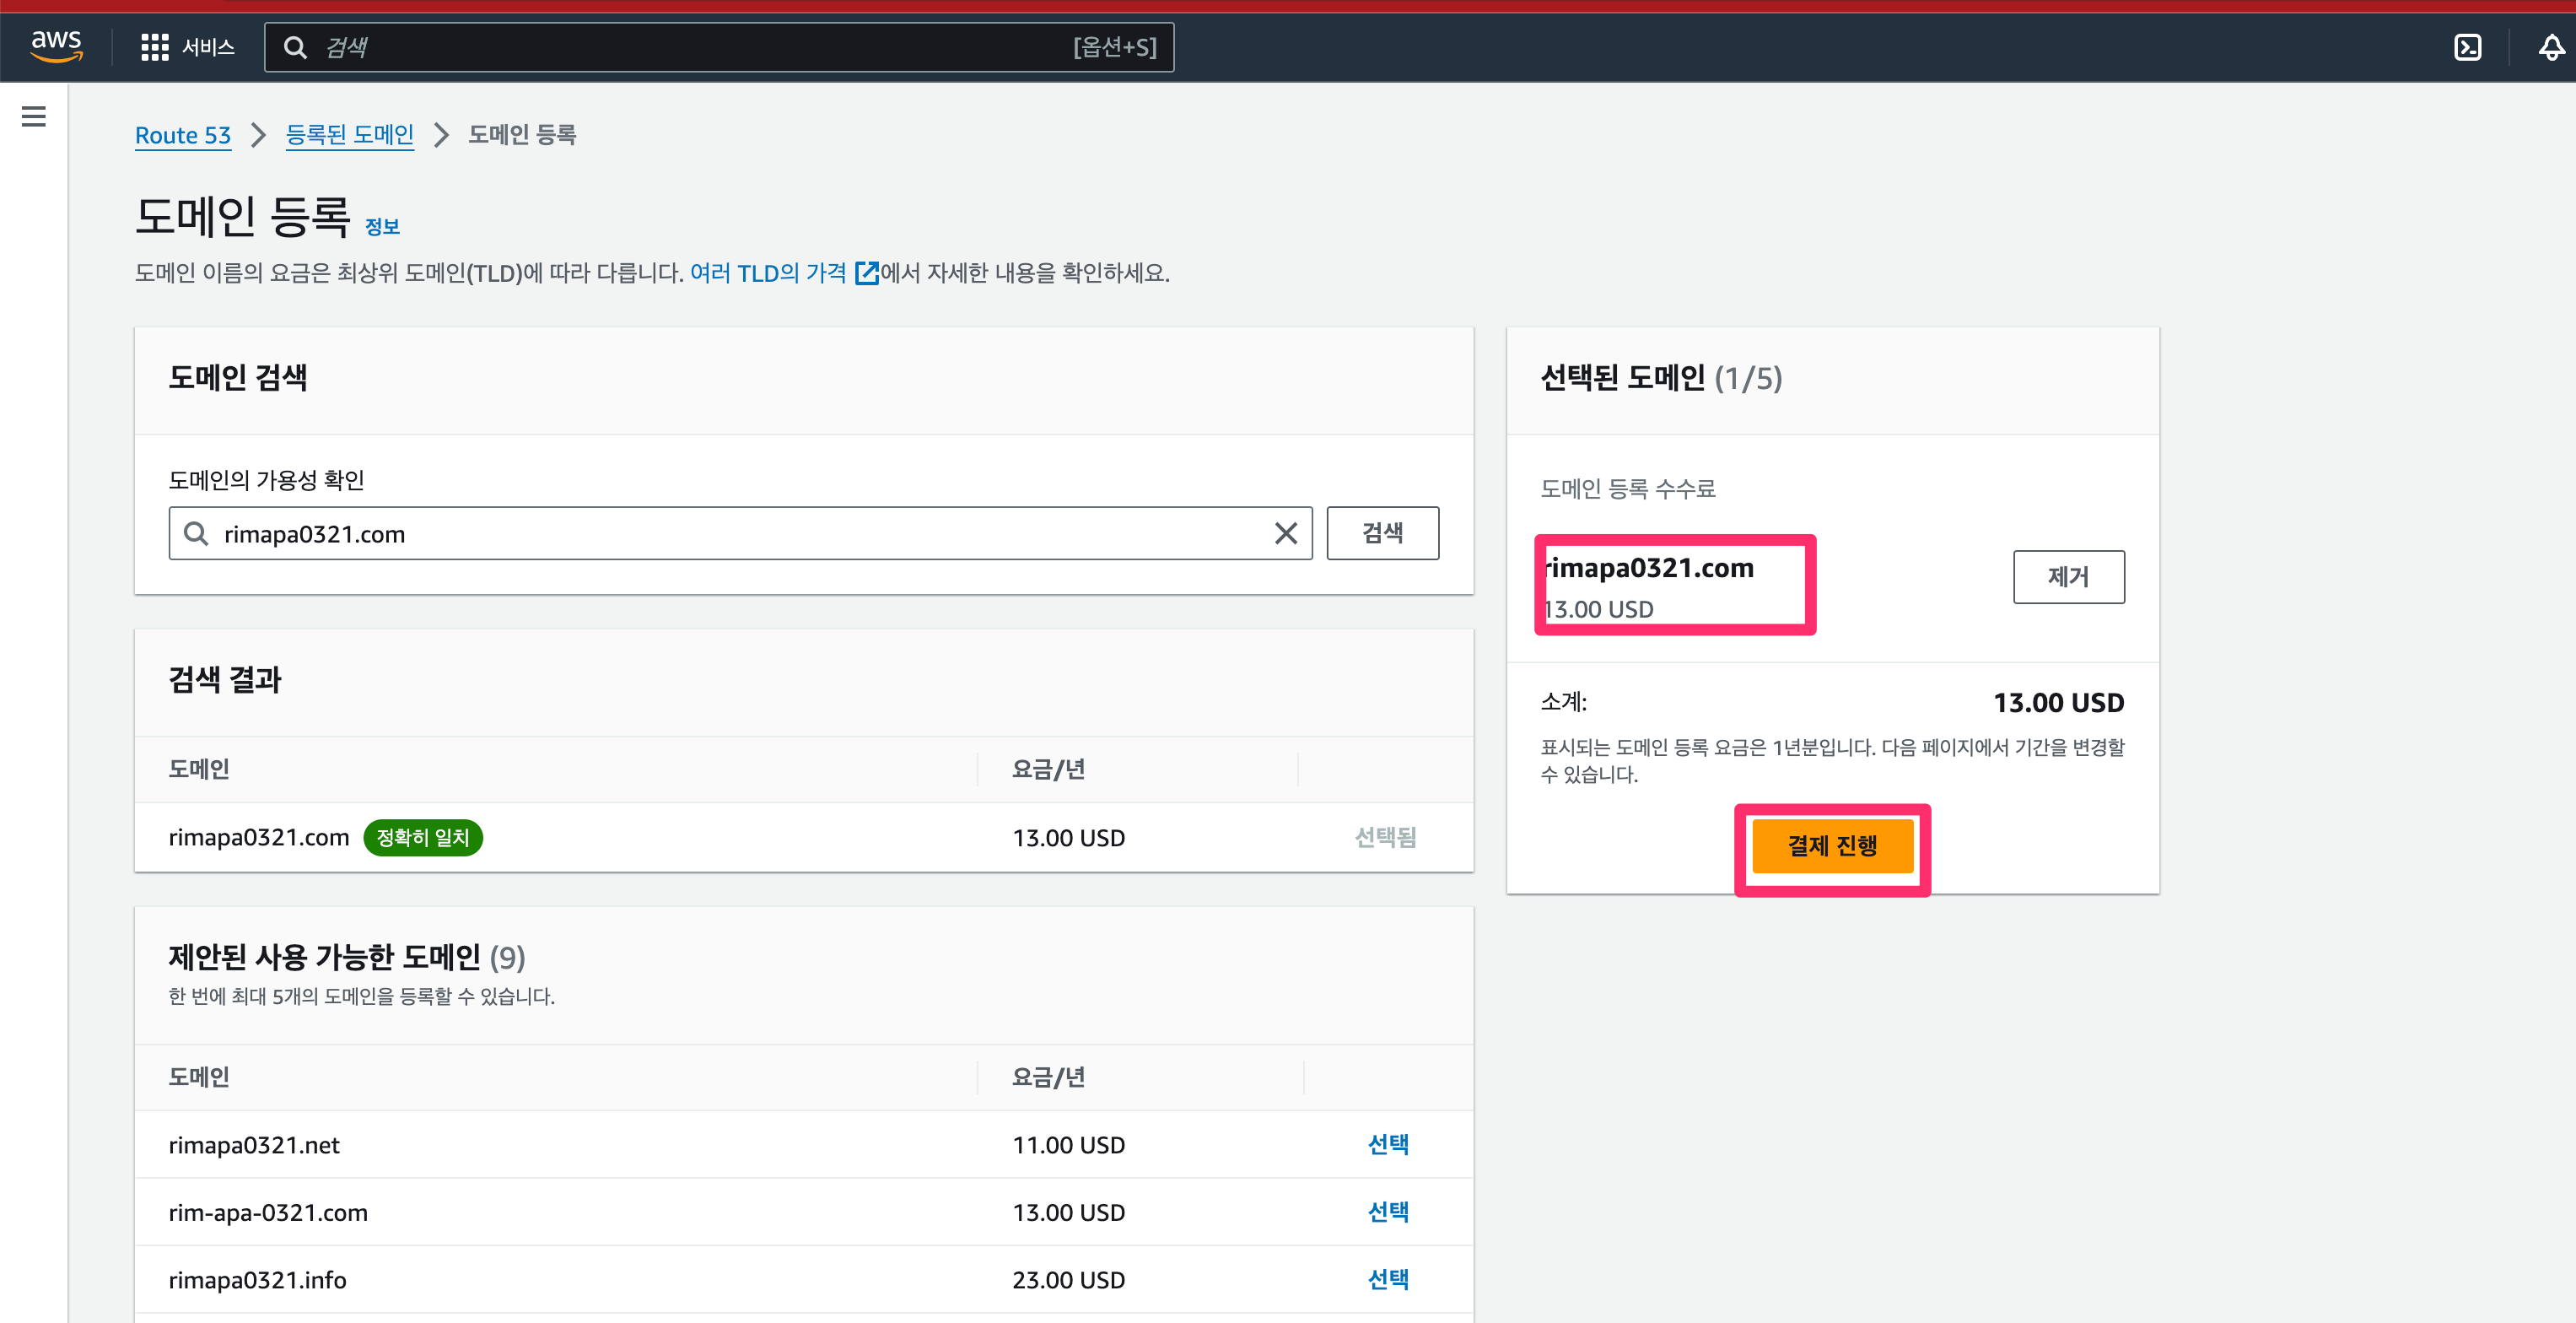 aws
서비스
검색
[옵션+S]
Route 53 > 등록된 도메인 > 도메인 등록
도메인 등록 정보
도메인 이름의 요금은 최상위 도메인(TLD)에 따라 다릅니다. 여러 TLD의 가격 에서 자세한 내용을 확인하세요.
도메인 검색
도메인의 가용성 확인
rimapa0321.com
검색
검색 결과
도메인 요금/년
rimapa0321.com 정확히 일치 13.00 USD 선택됨
제안된 사용 가능한 도메인 (9)
한 번에 최대 5개의 도메인을 등록할 수 있습니다.
도메인 요금/년
rimapa0321.net 11.00 USD 선택
rim-apa-0321.com 13.00 USD 선택
rimapa0321.info 23.00 USD 선택
선택된 도메인 (1/5)
도메인 등록 수수료
rimapa0321.com
13.00 USD
제거
소계: 13.00 USD
표시되는 도메인 등록 요금은 1년분입니다. 다음 페이지에서 기간을 변경할
수 있습니다.
결제 진행